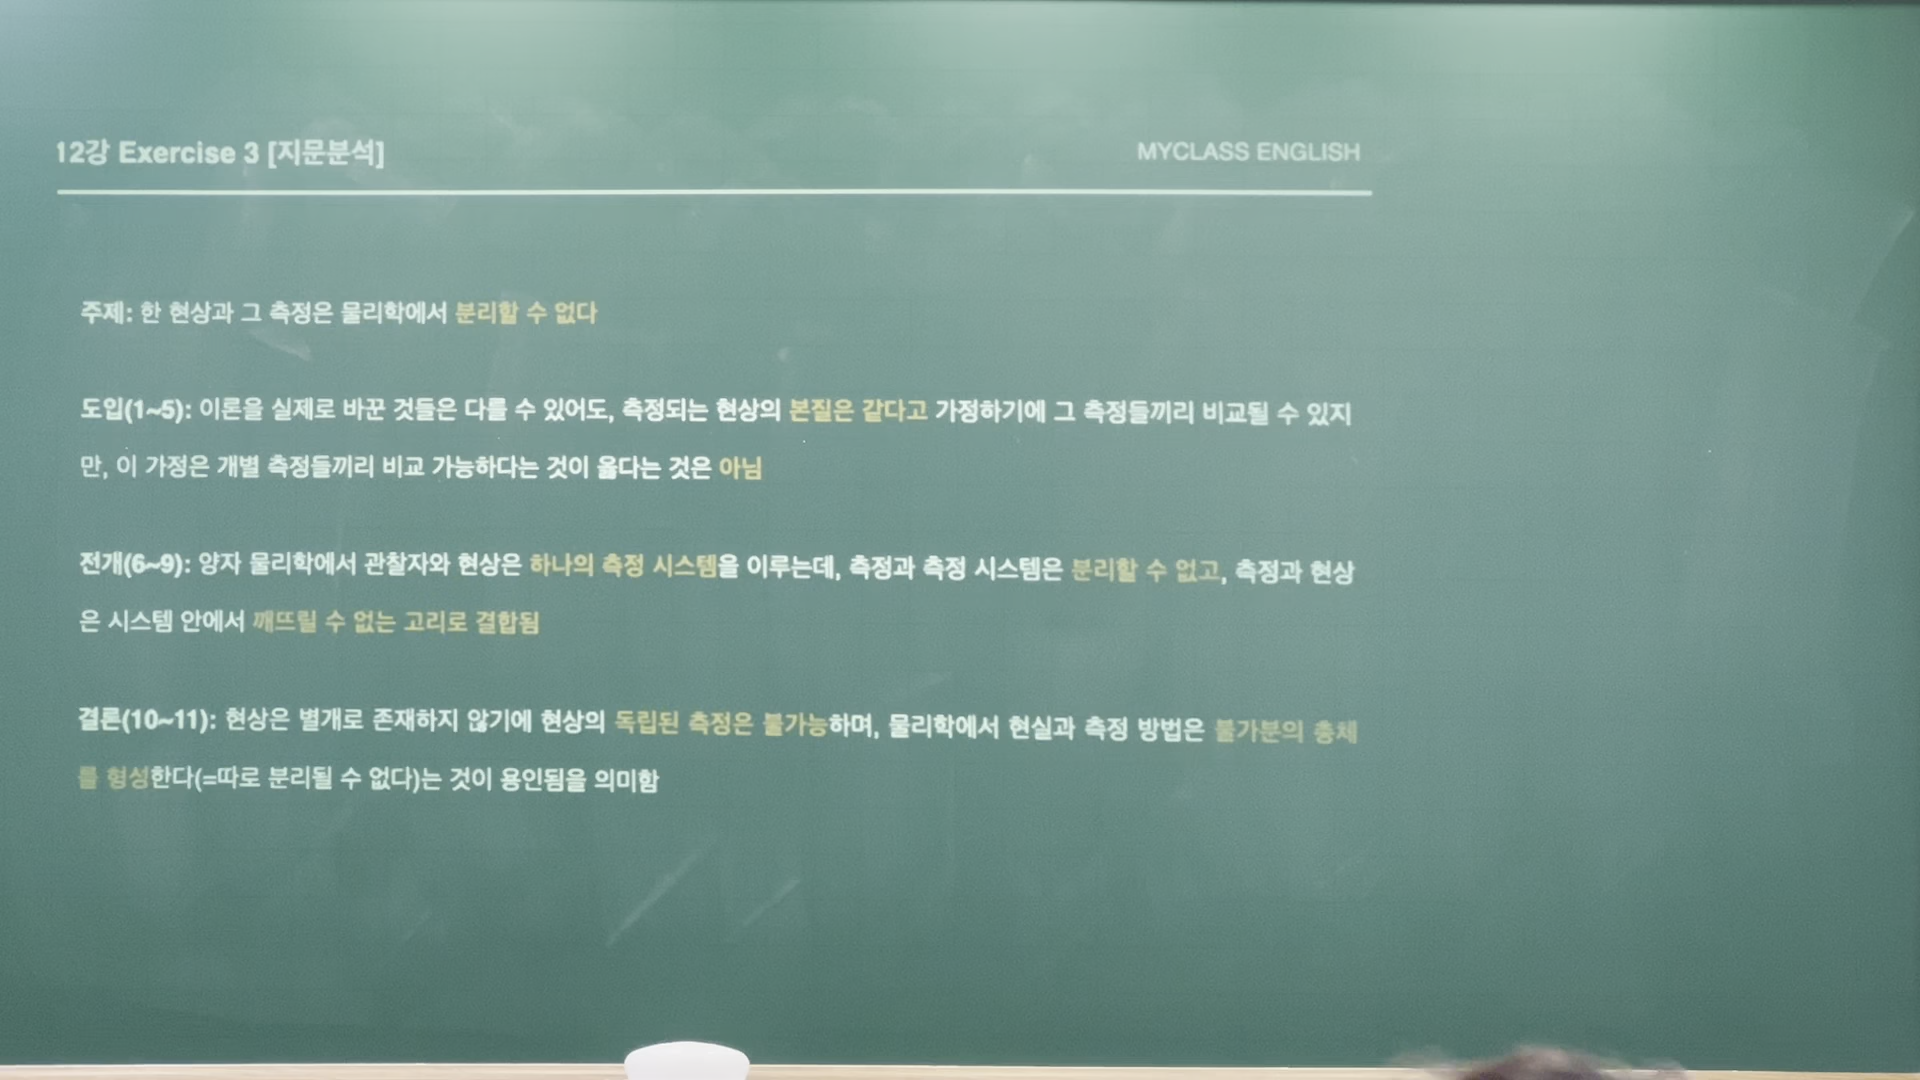 12강 Exercise 3 [지문분석]
MYCLASS ENGLISH
주제: 한 현상과 그 측정은 물리학에서 분리할 수 없다
도입(1~5): 이론을 실제로 바꾼 것들은 다를 수 있어도, 측정되는 현상의 본질은 같다고 가정하기에 그 측정들끼리 비교될 수 있지
만, 이 가정은 개별 측정들끼리 비교 가능하다는 것이 옳다는 것은 아님
전개(6~9): 양자 물리학에서 관찰자와 현상은 하나의 측정 시스템을 이루는데, 측정과 측정 시스템은 분리할 수 없고, 측정과 현상
은 시스템 안에서 깨뜨릴 수 없는 고리로 결합됨
결론(10~11): 현상은 별개로 존재하지 않기에 현상의 독립된 측정은 불가능하며, 물리학에서 현실과 측정 방법은 불가분의 총체
를 형성한다(=따로 분리될 수 없다)는 것이 용인됨을 의미함